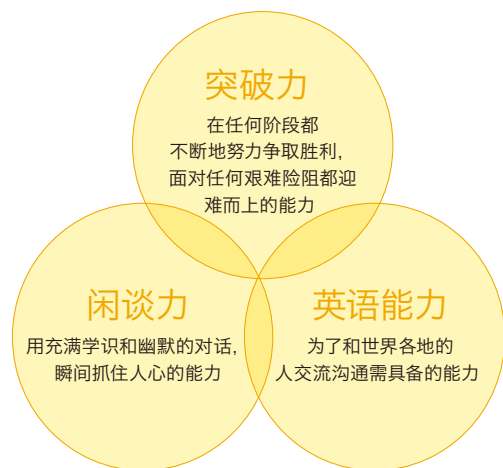 突破力
在任何阶段都
不断地努力争取胜利，
面对任何艰难险阻都迎
难而上的能力
闲谈力
用充满学识和幽默的对话，
瞬间抓住人心的能力
英语能力
为了和世界各地的
人交流沟通需具备的能力